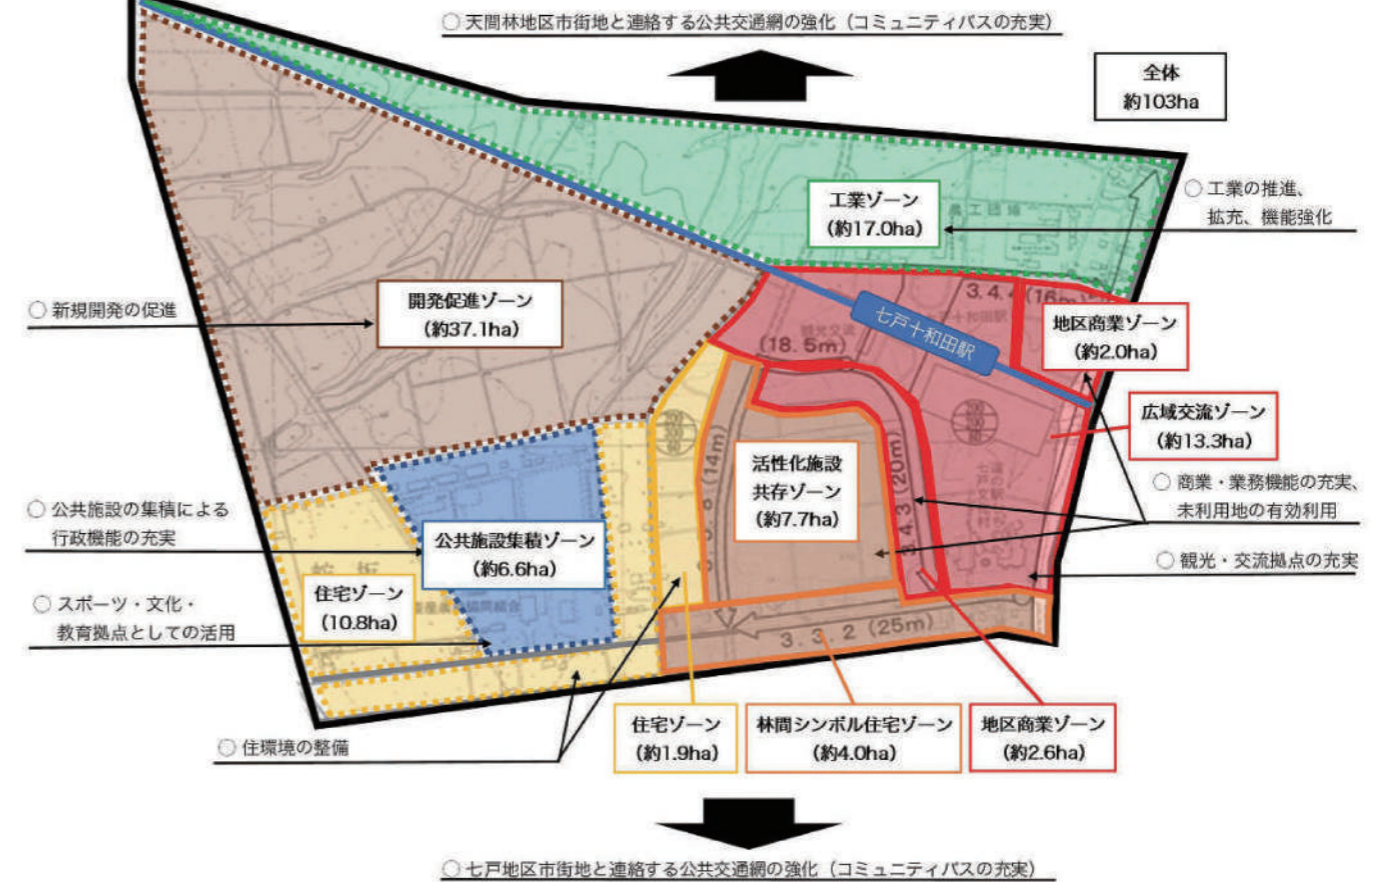 ○ 天間林地区市街地と連絡する公共交通網の強化（コミュニティバスの充実）
全体
約103ha
工業ゾーン
（約17.0ha）
○ 工業の推進、
拡充、機能強化
開発促進ゾーン
（約37.1ha）
○ 新規開発の促進
3.4.4（16m）
地区商業ゾーン
（約2.0ha）
七戸十和田駅
（18.5m）
広域交流ゾーン
（約13.3ha）
活性化施設
共存ゾーン
（約7.7ha）
（14m）
3.4.3（20m）
○ 商業・業務機能の充実、
未利用地の有効利用
○ 公共施設の集積による
行政機能の充実
公共施設集積ゾーン
（約6.6ha）
○ 観光・交流拠点の充実
住宅ゾーン
（10.8ha）
○ スポーツ・文化・
教育拠点としての活用
3.3.2（25m）
住宅ゾーン
（約1.9ha）
林間シンボル住宅ゾーン
（約4.0ha）
地区商業ゾーン
（約2.6ha）
○ 住環境の整備
○ 七戸地区市街地と連絡する公共交通網の強化（コミュニティバスの充実）